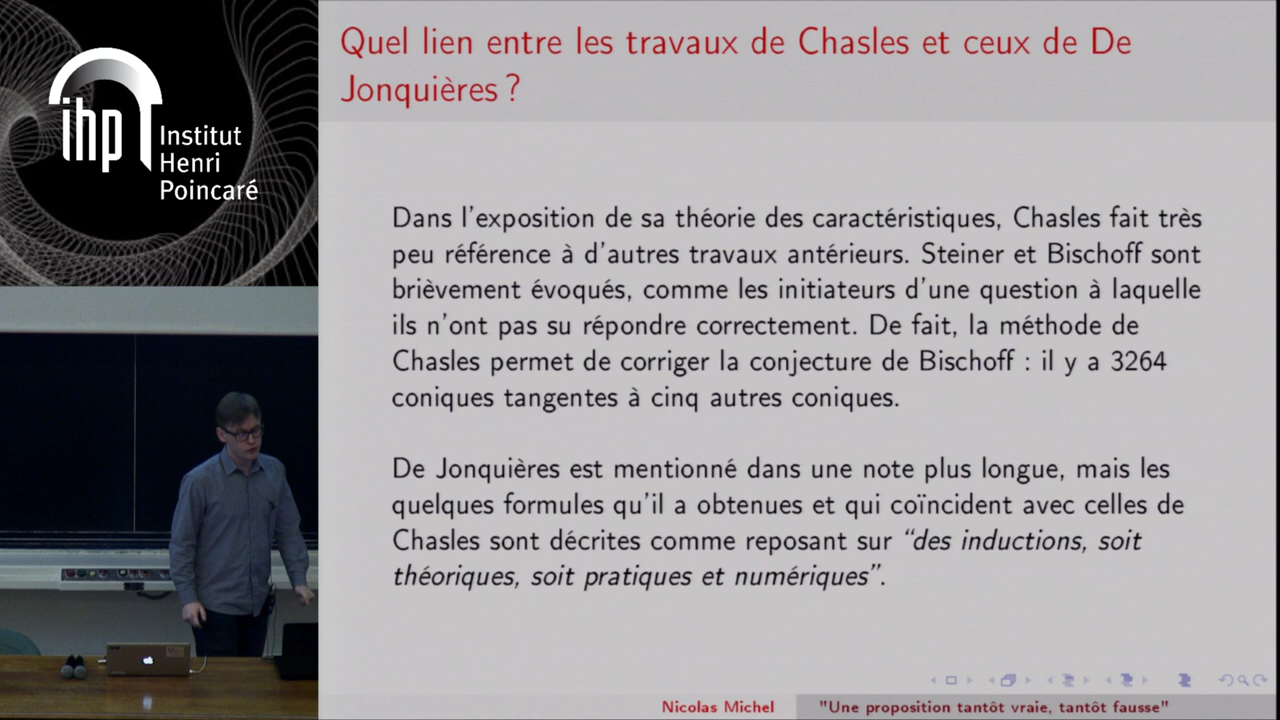 ihp
Institut
Henri
Poincaré
Quel lien entre les travaux de Chasles et ceux de De
Jonquières ?
Dans l'exposition de sa théorie des caractéristiques, Chasles fait très
peu référence à d'autres travaux antérieurs. Steiner et Bischoff sont
brièvement évoqués, comme les initiateurs d'une question à laquelle
ils n'ont pas su répondre correctement. De fait, la méthode de
Chasles permet de corriger la conjecture de Bischoff : il y a 3264
coniques tangentes à cinq autres coniques.
De Jonquières est mentionné dans une note plus longue, mais les
quelques formules qu'il a obtenues et qui coïncident avec celles de
Chasles sont décrites comme reposant sur “des inductions, soit
théoriques, soit pratiques et numériques”.
Nicolas Michel
"Une proposition tantôt vraie, tantôt fausse"